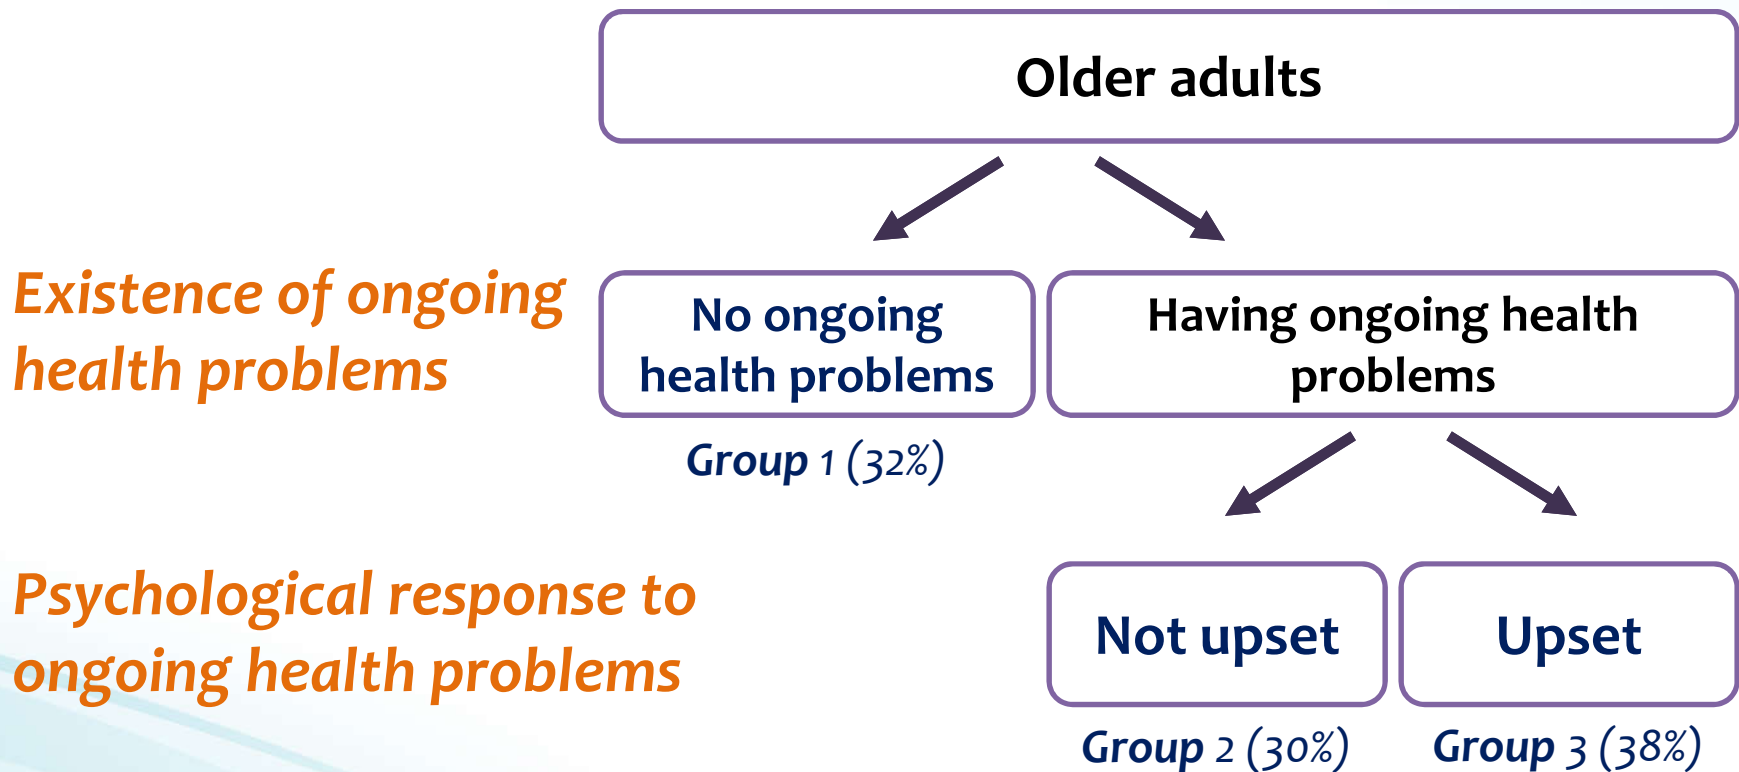 Older adults
Existence of ongoing
health problems
No ongoing
health problems
Having ongoing health
problems
Group 1 (32%)
Psychological response to
ongoing health problems
Not upset
Upset
Group 2 (30%)
Group 3 (38%)